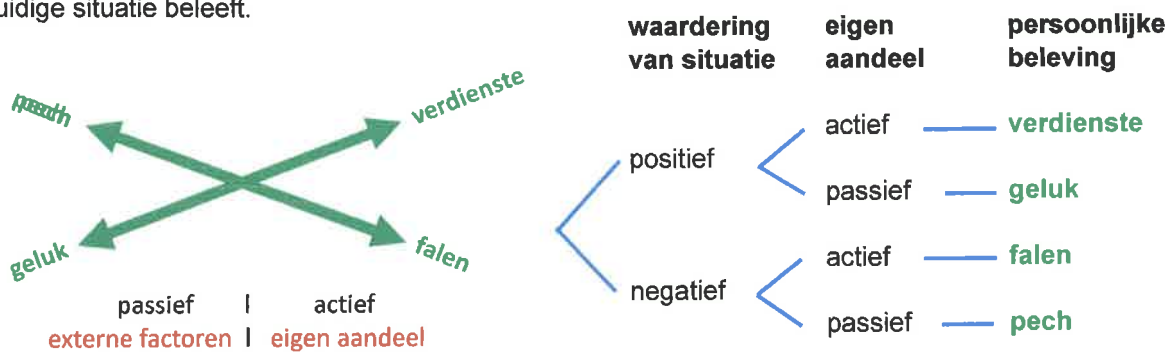 uidige situatie beleeft.
pech
verdienste
geluk
falen
passief | actief
externe factoren | eigen aandeel
waardering van situatie
eigen aandeel
persoonlijke beleving
positief
actief
verdienste
passief
geluk
negatief
actief
falen
passief
pech